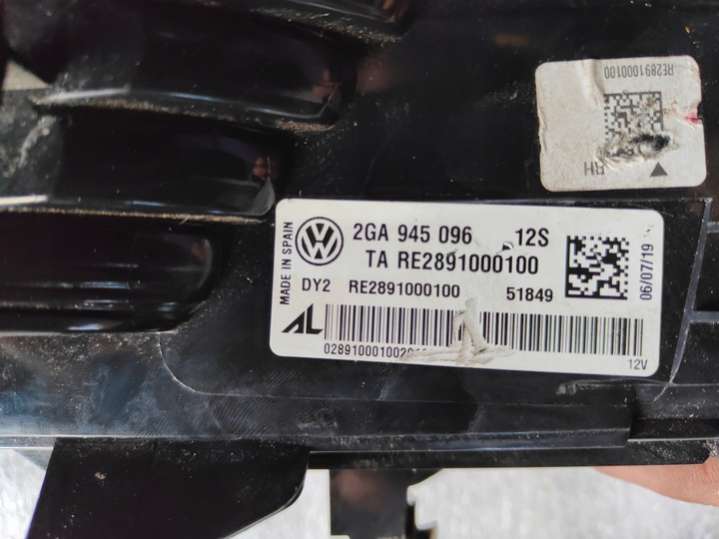 RE2891000100
RH
MADE IN SPAIN
VW
2GA 945 096 12S
TA RE2891000100
DY2 RE2891000100 51849
AL
06/07/19
12V